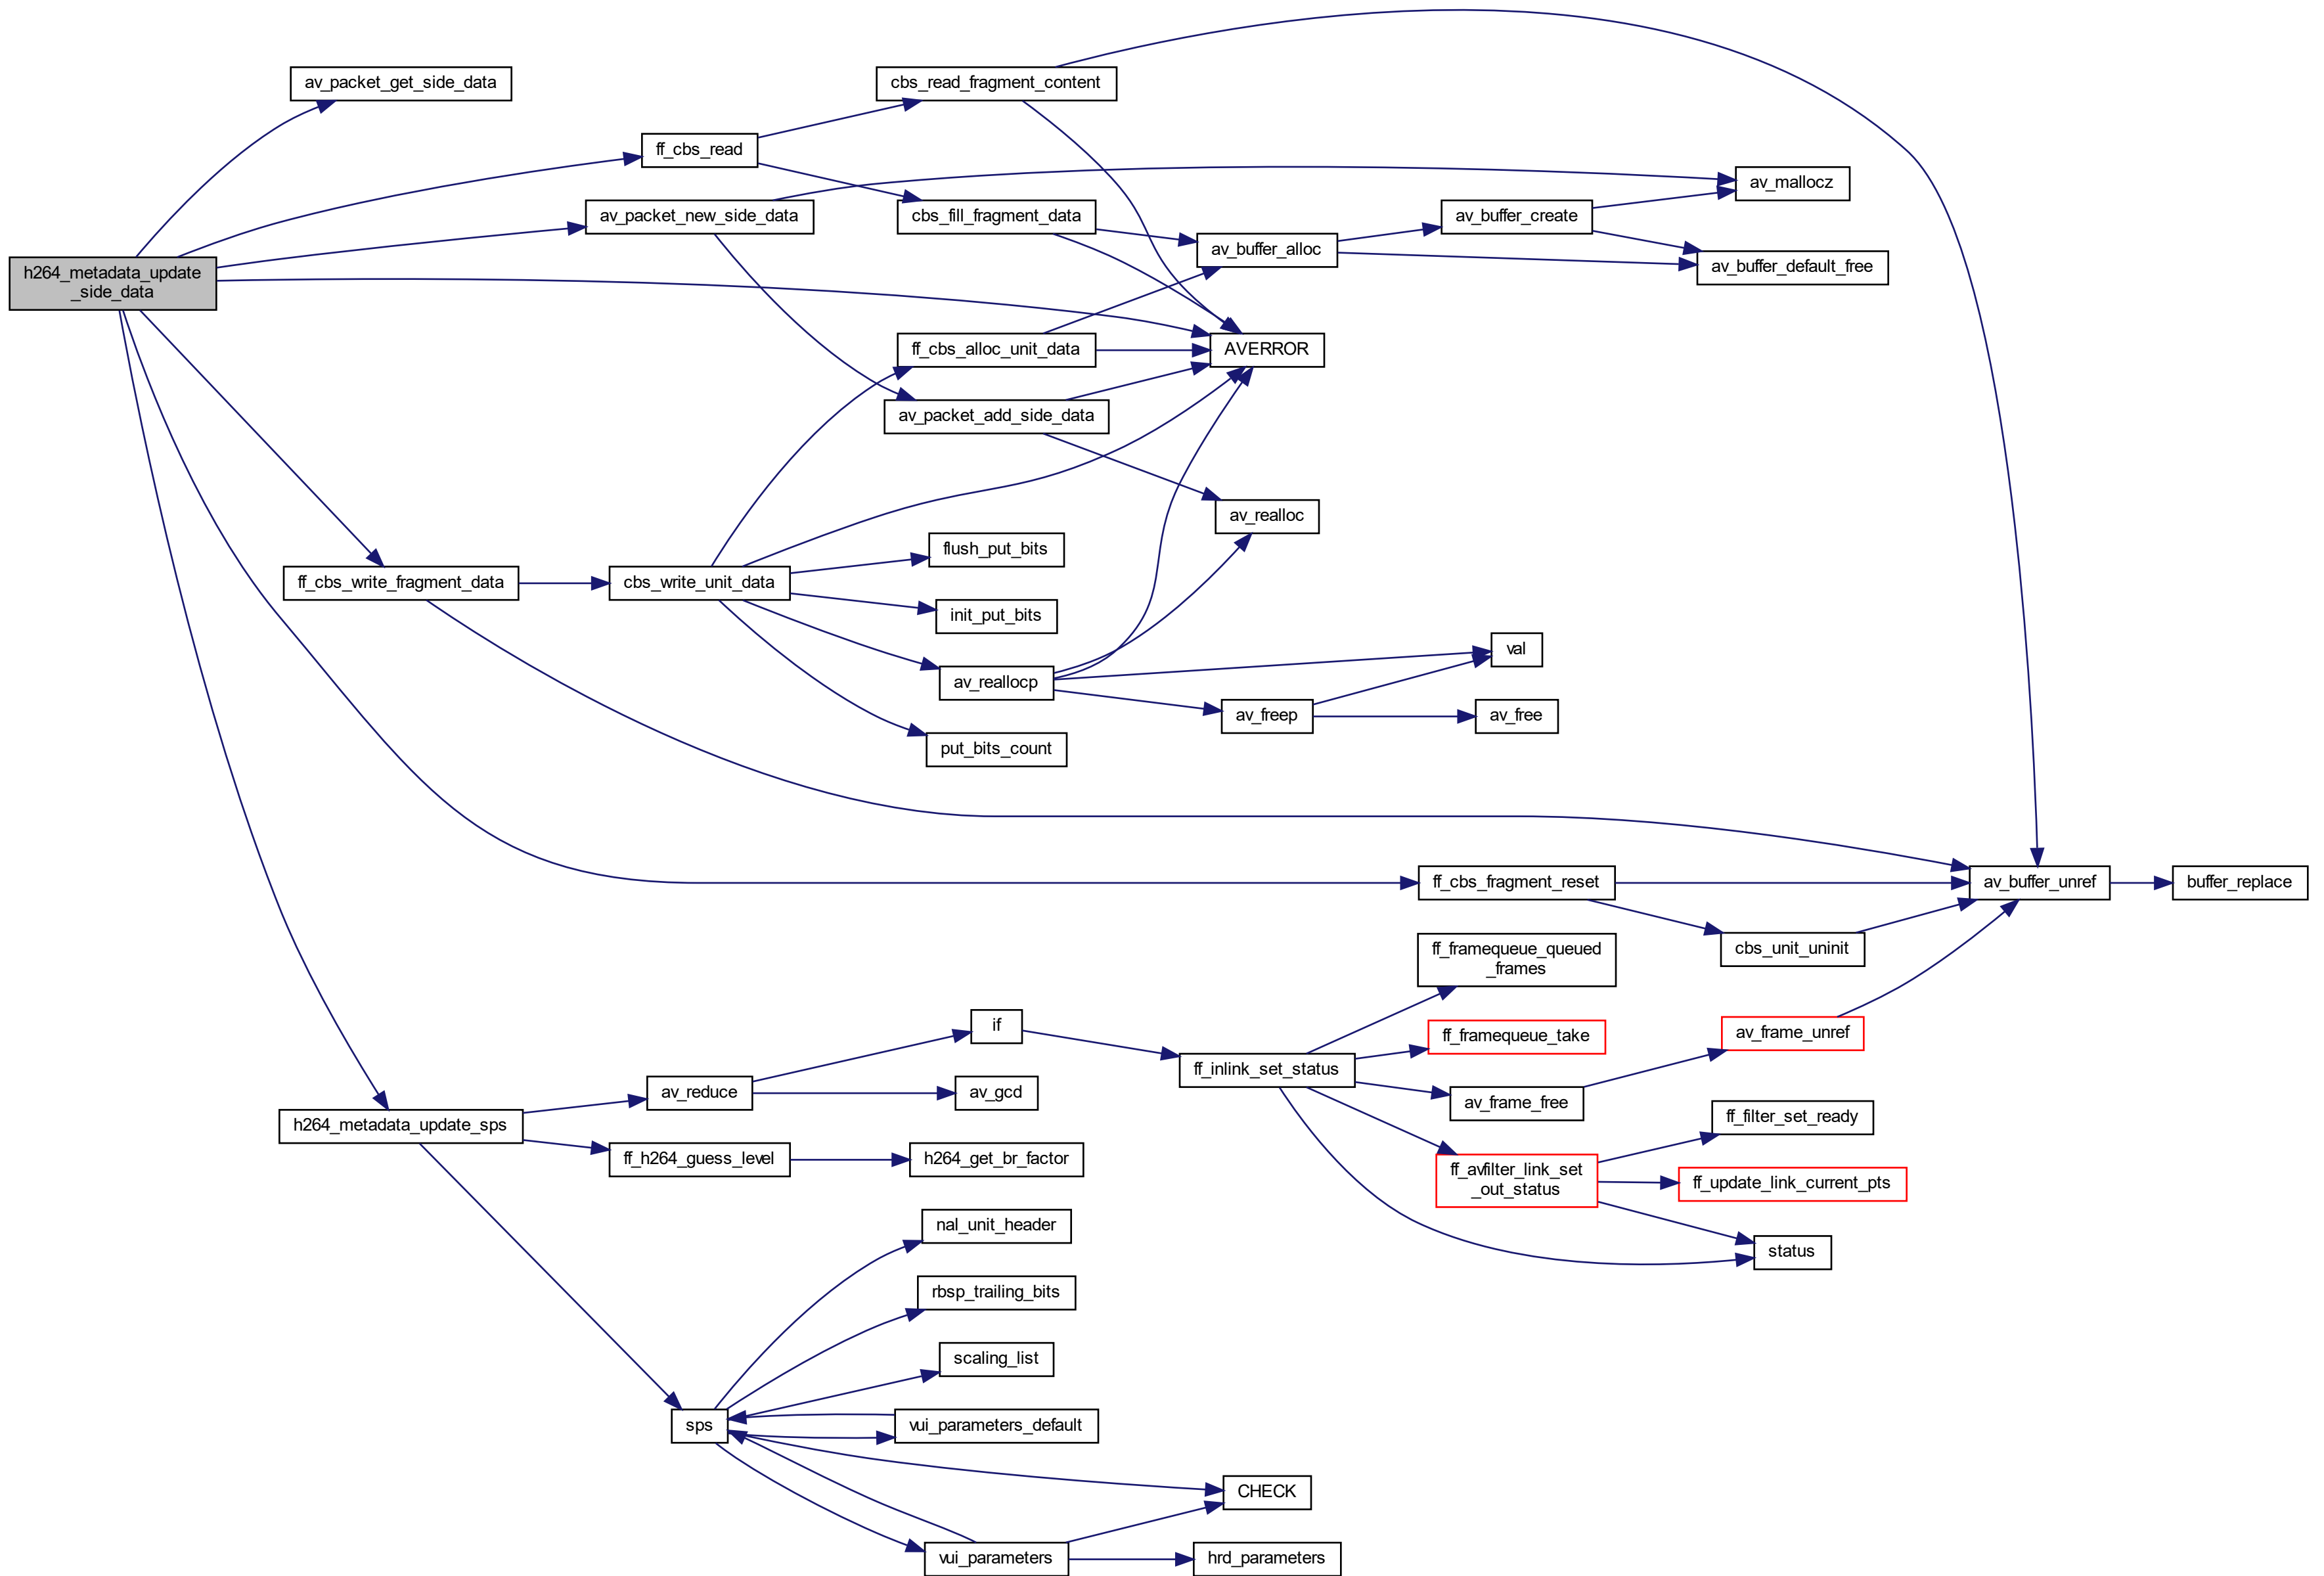 av_packet_get_side_data
cbs_read_fragment_content
ff_cbs_read
av_mallocz
av_packet_new_side_data
cbs_fill_fragment_data
av_buffer_create
av_buffer_alloc
av_buffer_default_free
h264_metadata_update
_side_data
ff_cbs_alloc_unit_data
AVERROR
av_packet_add_side_data
av_realloc
flush_put_bits
ff_cbs_write_fragment_data
cbs_write_unit_data
init_put_bits
val
av_reallocp
av_freep
av_free
put_bits_count
ff_cbs_fragment_reset
av_buffer_unref
buffer_replace
cbs_unit_uninit
ff_framequeue_queued
_frames
if
ff_framequeue_take
av_frame_unref
ff_inlink_set_status
av_reduce
av_gcd
av_frame_free
h264_metadata_update_sps
ff_filter_set_ready
ff_h264_guess_level
h264_get_br_factor
ff_avfilter_link_set
_out_status
ff_update_link_current_pts
nal_unit_header
status
rbsp_trailing_bits
scaling_list
sps
vui_parameters_default
CHECK
vui_parameters
hrd_parameters